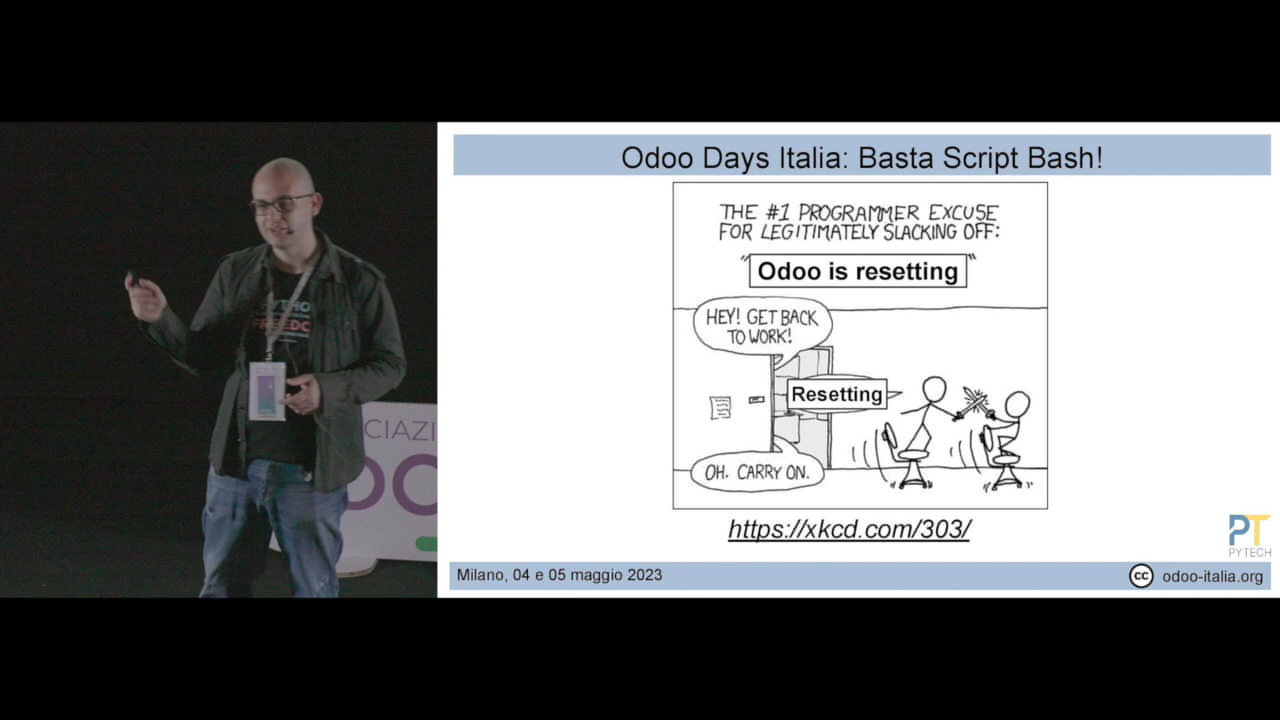 Odoo Days Italia: Basta Script Bash!
THE #1 PROGRAMMER EXCUSE
FOR LEGITIMATELY SLACKING OFF:
"Odoo is resetting"
HEY! GET BACK
TO WORK!
Resetting
OH. CARRY ON.
https://xkcd.com/303/
PT
PYTECH
Milano, 04 e 05 maggio 2023
cc odoo-italia.org
CIAZI